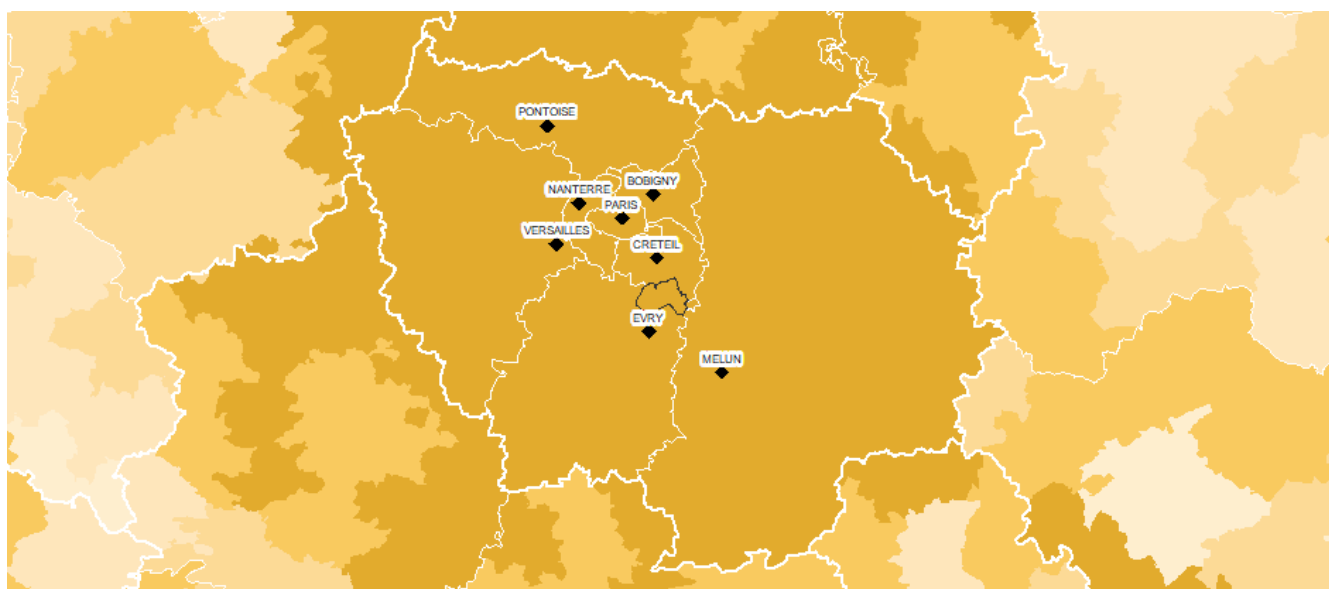 PONTOISE
BOBIGNY
NANTERRE
PARIS
VERSAILLES
CRETEIL
EVRY
MELUN